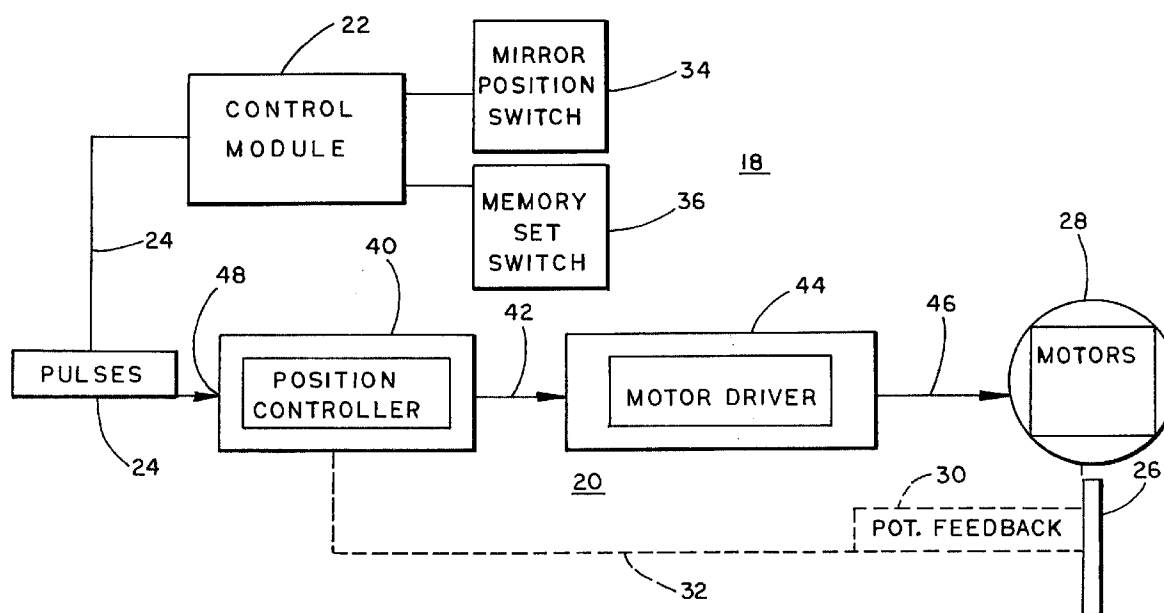 22
CONTROL
MODULE
MIRROR
POSITION
SWITCH
34
18
MEMORY
SET
SWITCH
36
24
40
28
48
42
44
46
PULSES
POSITION
CONTROLLER
MOTOR DRIVER
MOTORS
24
20
30
26
POT. FEEDBACK
32